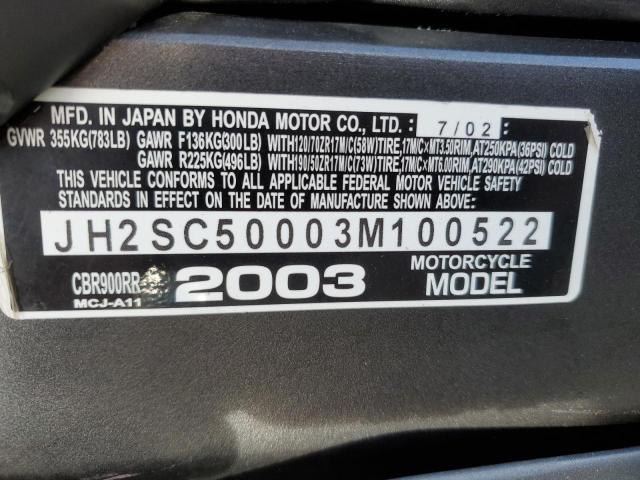 MFD. IN JAPAN BY HONDA MOTOR CO., LTD. : 7/02 :
GVWR 355KG(783LB) GAWR F136KG(300LB) WITH120/70ZR17M/C(58W)TIRE,17M/C×MT3.50RIM,AT250KPA(36PSI) COLD
GAWR R225KG(496LB) WITH190/50ZR17M/C(73W)TIRE,17M/C×MT6.00RIM,AT290KPA(42PSI) COLD
THIS VEHICLE CONFORMS TO ALL APPLICABLE FEDERAL MOTOR VEHICLE SAFETY
STANDARDS IN EFFECT ON THE DATE OF MANUFACTURE SHOWN ABOVE.
JH2SC50003M100522
CBR900RR 2003 MOTORCYCLE
MCJ-A11 MODEL